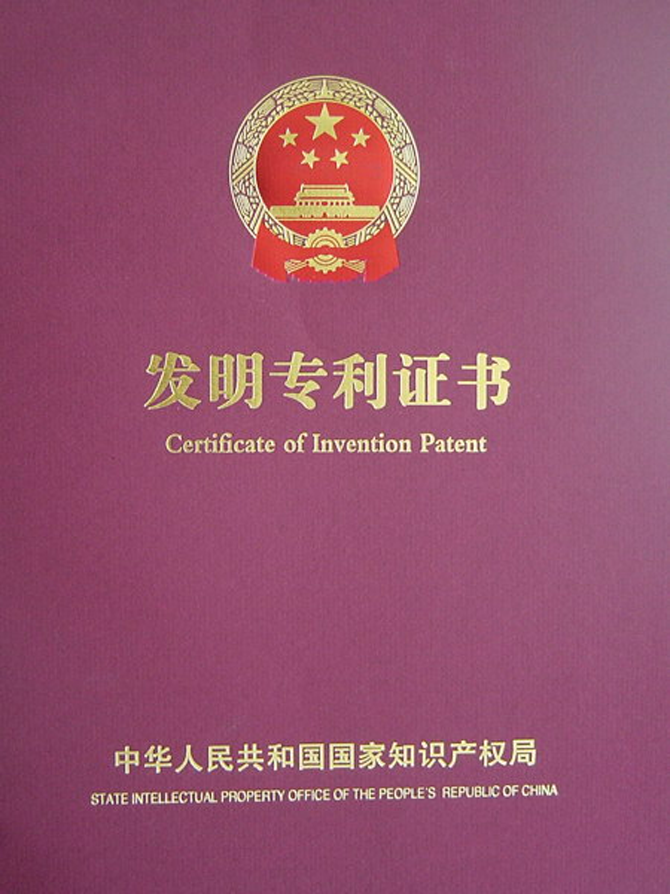 发明专利证书
Certificate of Invention Patent
中华人民共和国国家知识产权局
STATE INTELLECTUAL PROPERTY OFFICE OF THE PEOPLE'S REPUBLIC OF CHINA